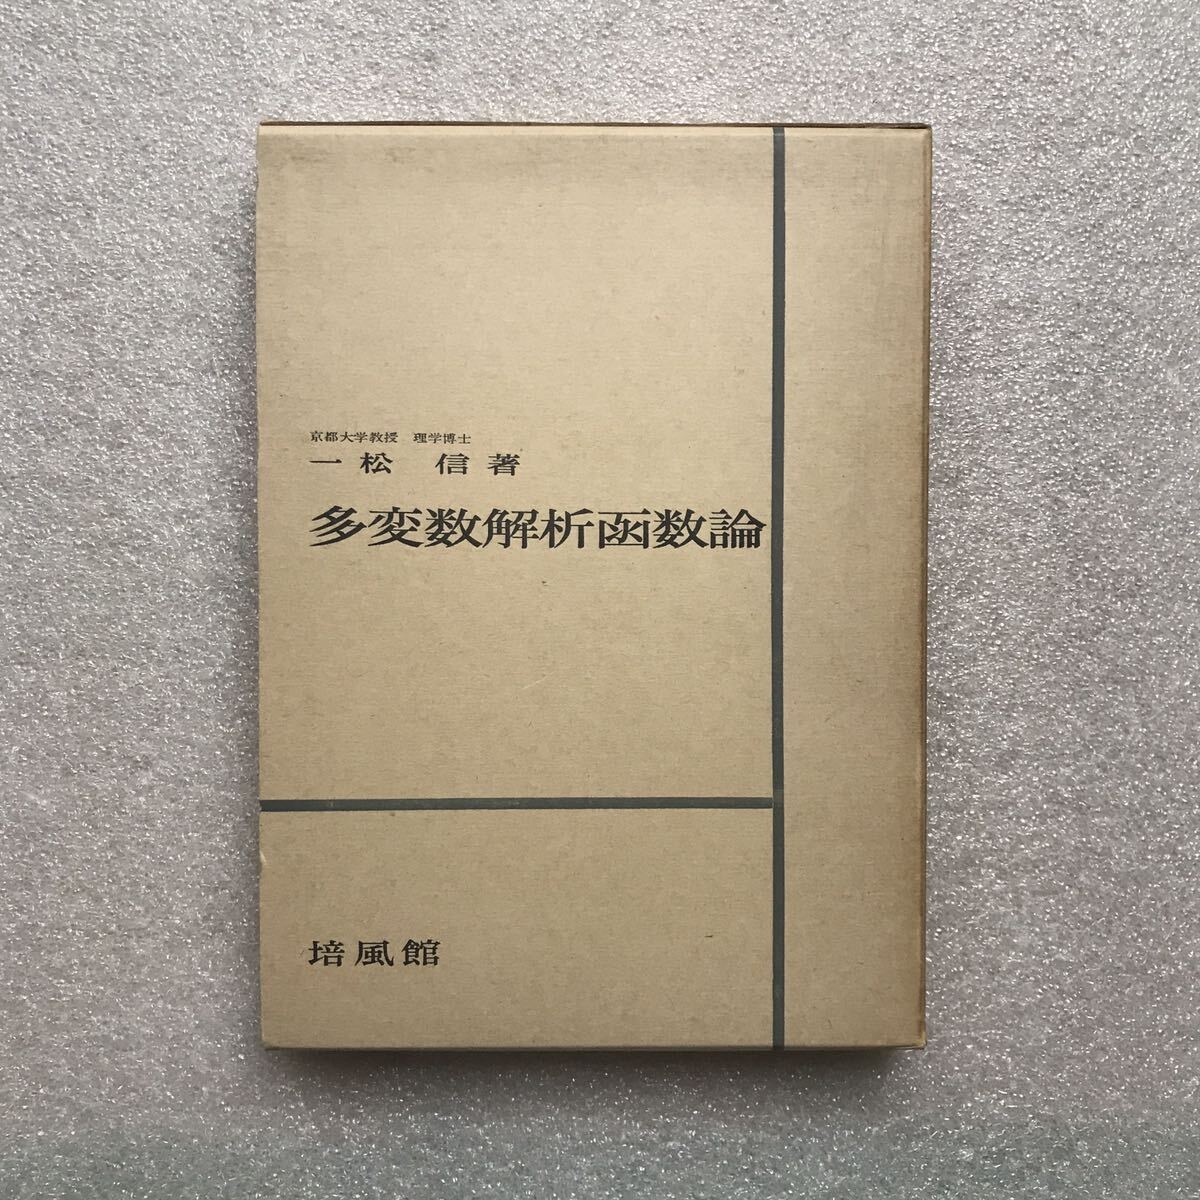 京都大学教授 理学博士
一松 信著
多変数解析函数論
培風館